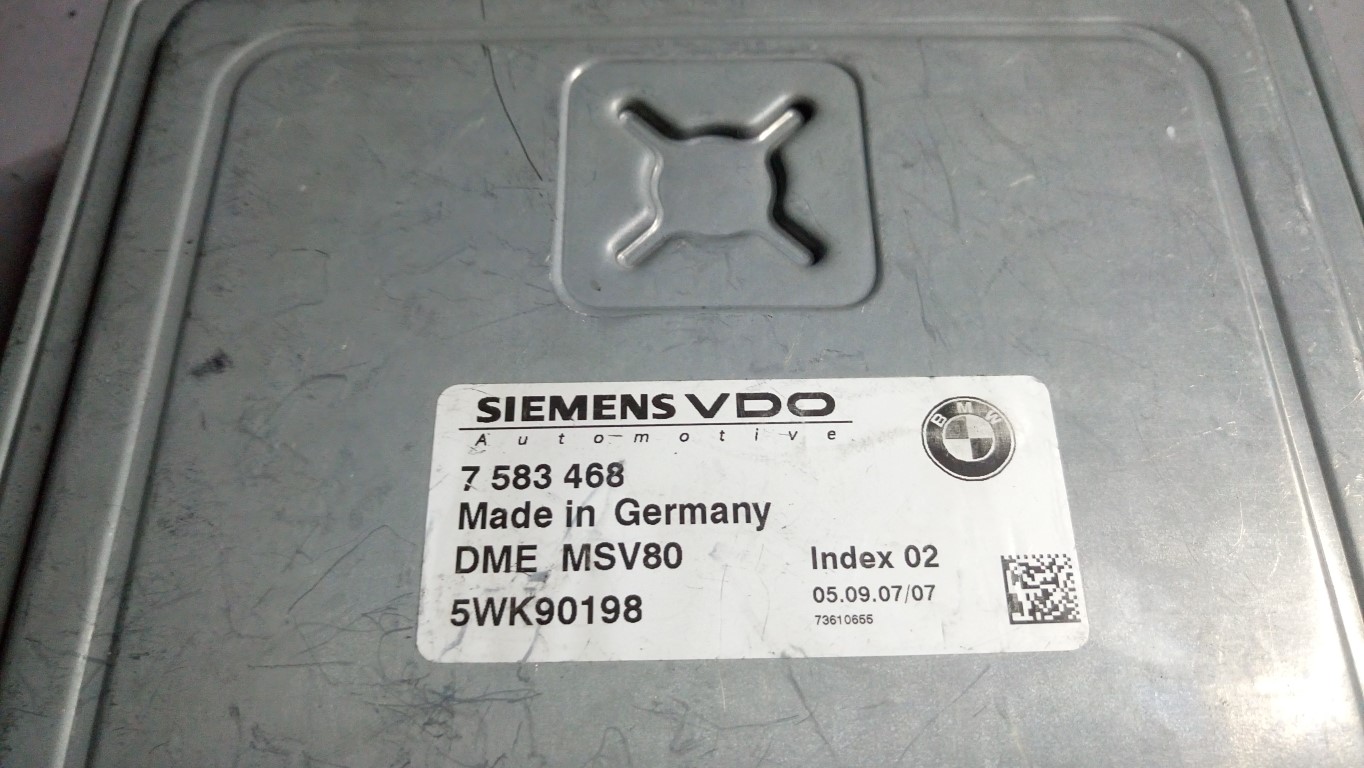 SIEMENS VDO
Automotive
BMW
7 583 468
Made in Germany
DME MSV80
Index 02
5WK90198
05.09.07/07
73610655